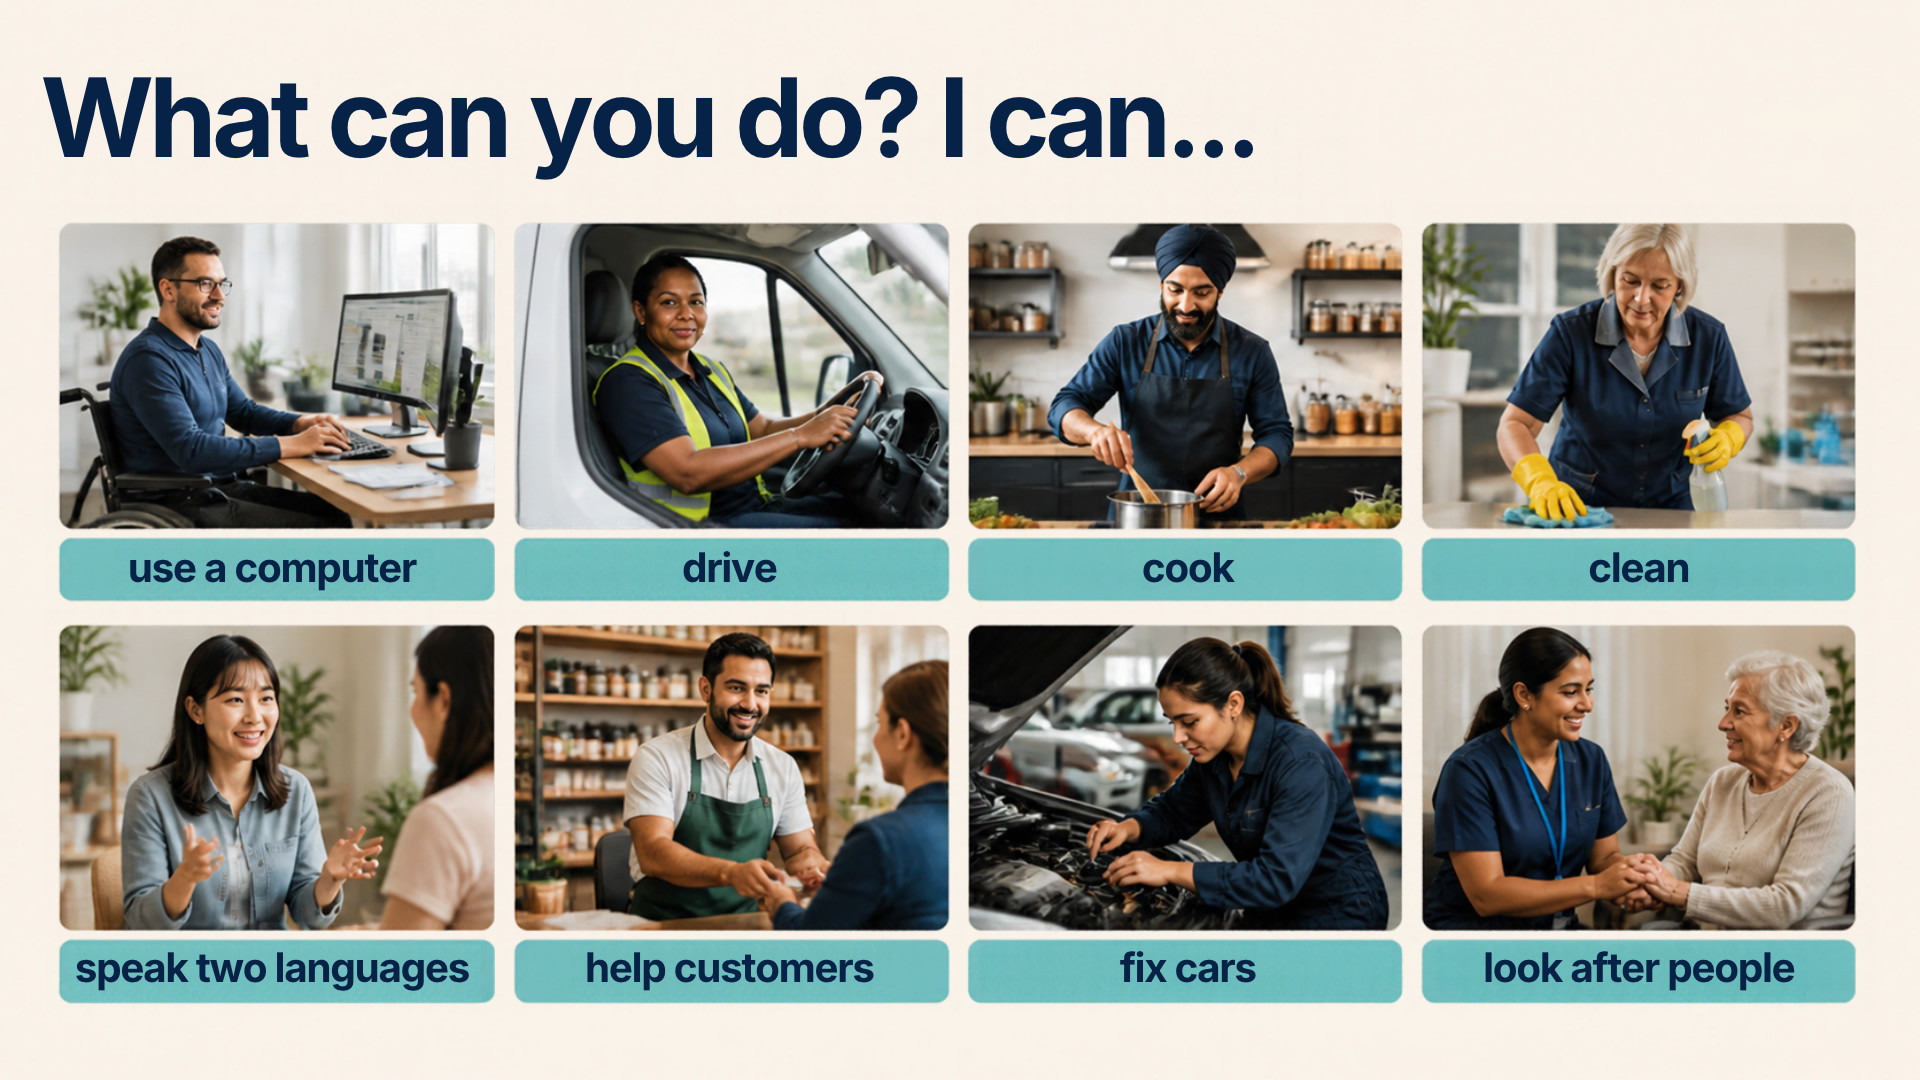 What can you do? I can...
use a computer
drive
cook
clean
speak two languages
help customers
fix cars
look after people